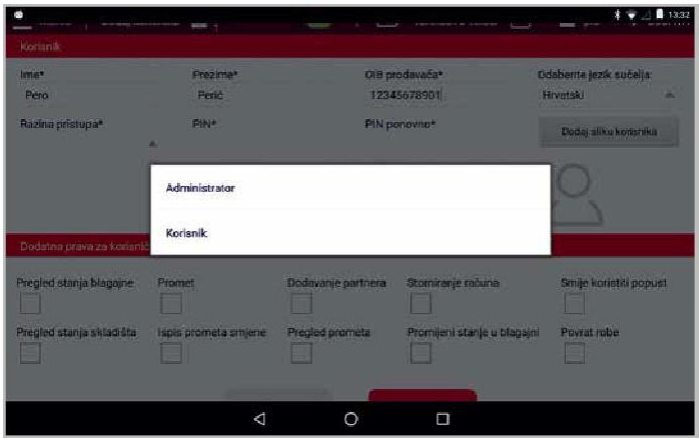 13:32
Korisnik
Ime* Prezime* OIB prodavača* Odaberite jezik sučelja:
Pero Perić 12345678901 Hrvatski
Razina pristupa* PIN* PIN ponovno* Dodaj sliku korisnika
Administrator
Korisnik
Dodatna prava za
Pregled stanja blagajne Promet Dodavanje partnera Storniranje računa Smije koristiti popust
Pregled stanja skladišta Ispis prometa smjene Pregled prometa Promijeni stanje u blagajni Povrat robe